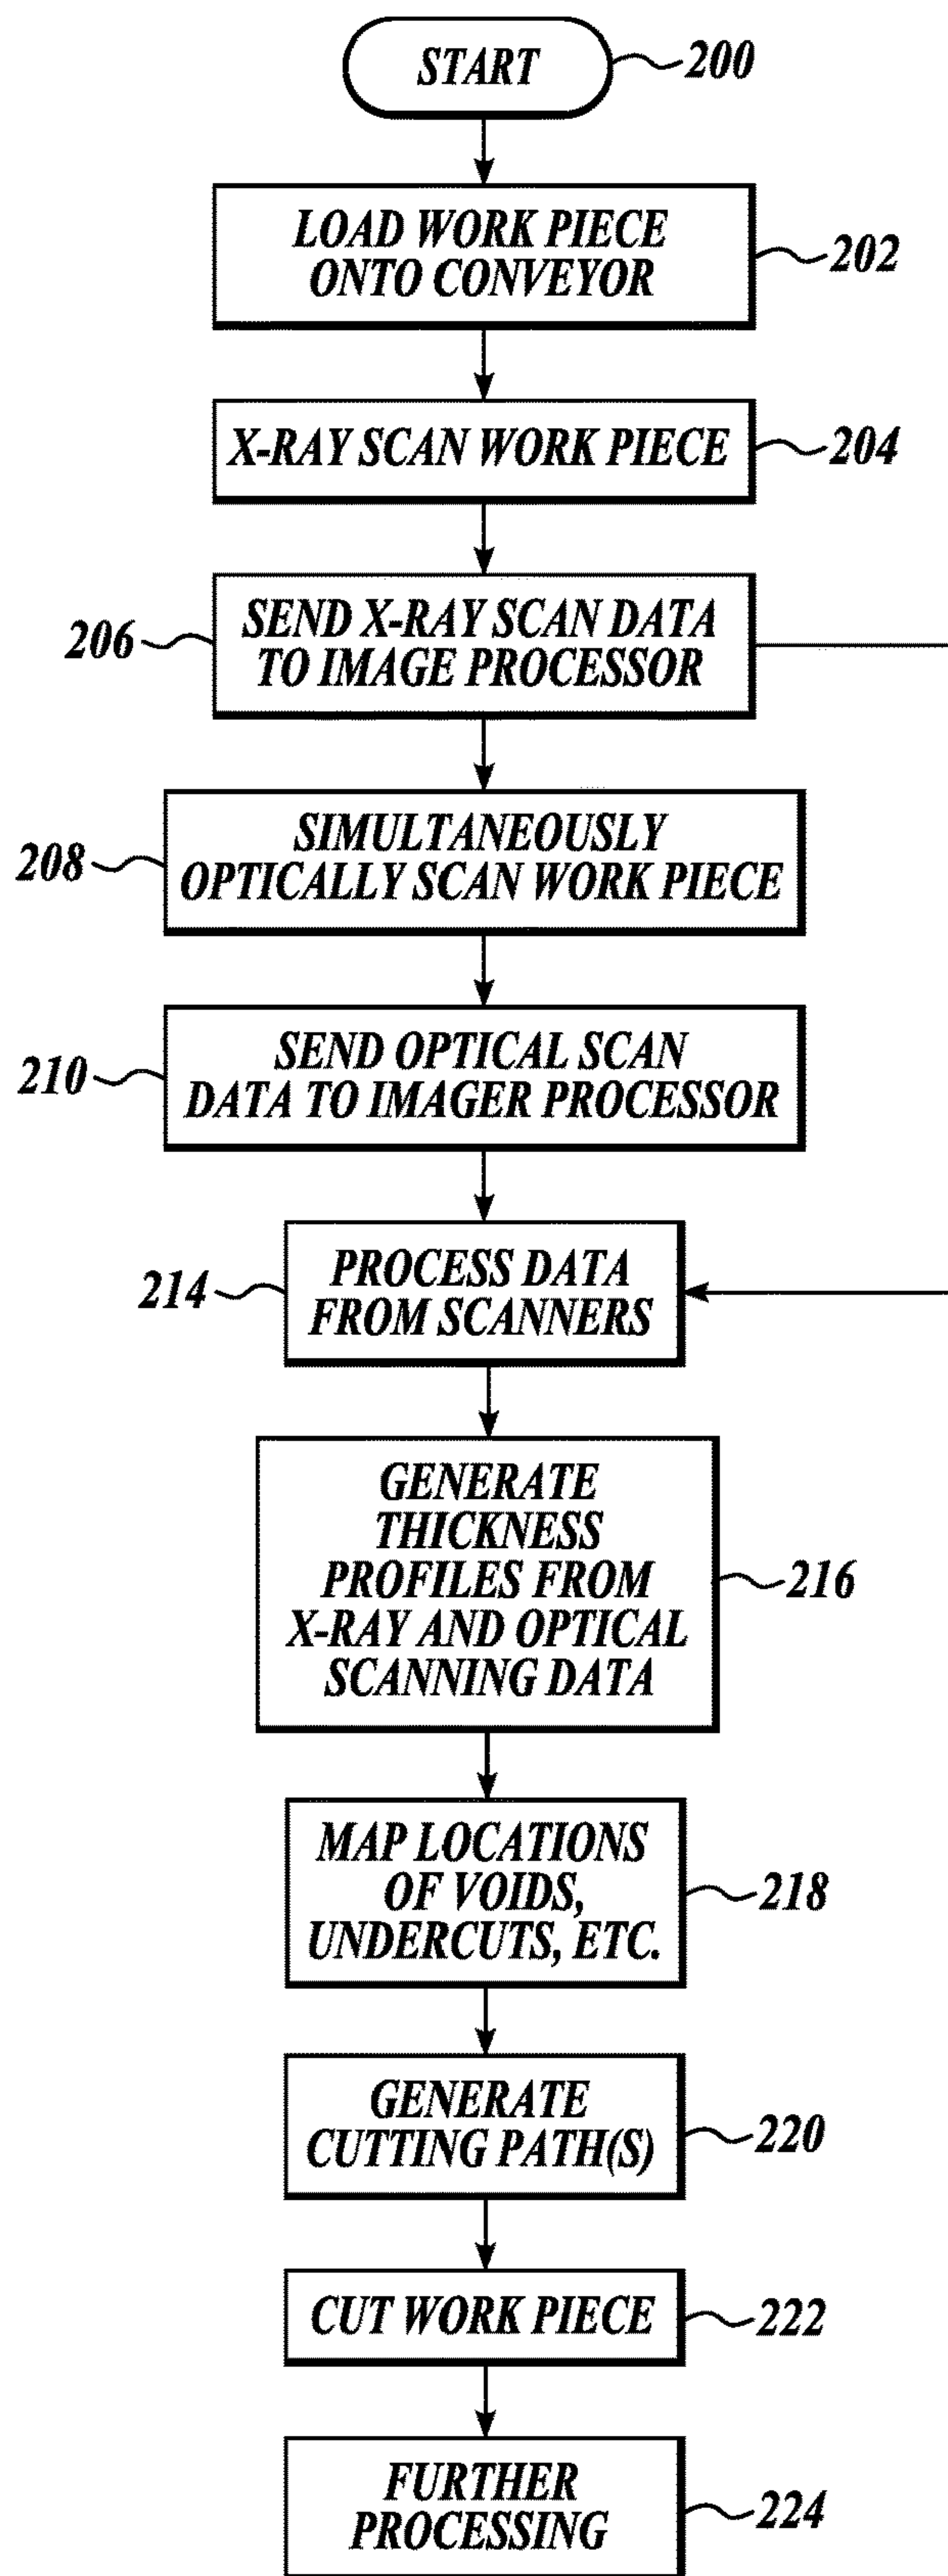 START
200
LOAD WORK PIECE
ONTO CONVEYOR
202
X-RAY SCAN WORK PIECE
204
206
SEND X-RAY SCAN DATA
TO IMAGE PROCESSOR
208
SIMULTANEOUSLY
OPTICALLY SCAN WORK PIECE
210
SEND OPTICAL SCAN
DATA TO IMAGER PROCESSOR
214
PROCESS DATA
FROM SCANNERS
GENERATE
THICKNESS
PROFILES FROM
X-RAY AND OPTICAL
SCANNING DATA
216
MAP LOCATIONS
OF VOIDS,
UNDERCUTS, ETC.
218
GENERATE
CUTTING PATH(S)
220
CUT WORK PIECE
222
FURTHER
PROCESSING
224